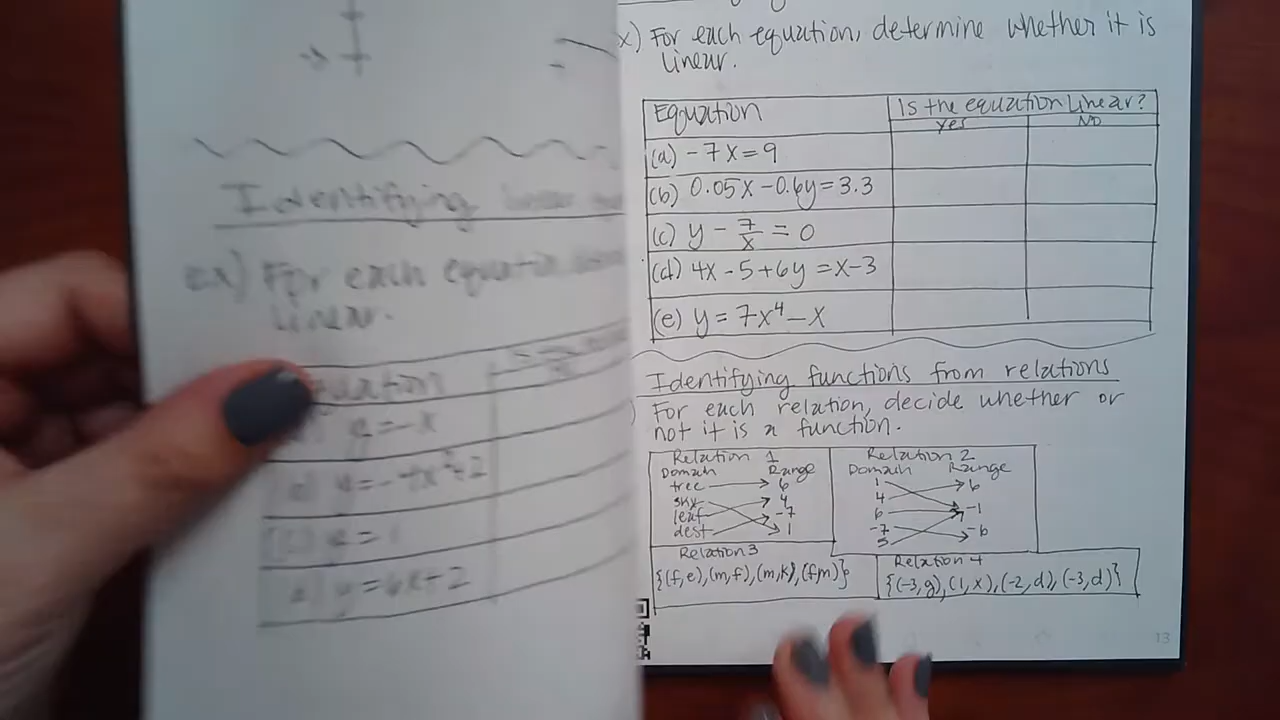 Identifying linear
Ex) For each equation
linear.
y = -x
y = -7x² + 2
y = 6x + 2
x) For each equation, determine whether it is
linear.
Equation Is the equation linear?
Yes No
(a) -7x = 9
(b) 0.05x - 0.6y = 3.3
(c) y - 7/x = 0
(d) 4x - 5 + 6y = x - 3
(e) y = 7x⁴ - x
Identifying functions from relations
) For each relation, decide whether or
not it is a function.
Relation 1
Domain Range
tree 6
sky 4
leaf -7
desk 1
Relation 2
Domain Range
1 6
4 -1
6 -6
-7
5
Relation 3
{(f,e),(m,f),(m,k),(f,m)}
Relation 4
{(-3,g),(1,x),(-2,d),(-3,d)}
13